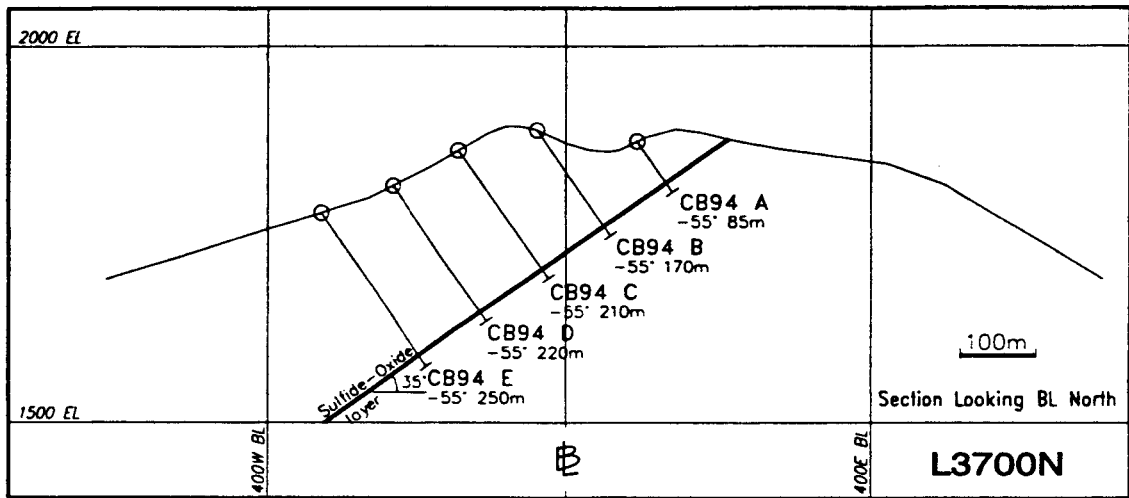 2000 EL
CB94 A
-55° 85m
CB94 B
-55° 170m
CB94 C
-55° 210m
CB94 D
-55° 220m
CB94 E
-55° 250m
Sulfide-Oxide
layer
35°
100m
Section Looking BL North
1500 EL
400W BL
BL
400E BL
L3700N